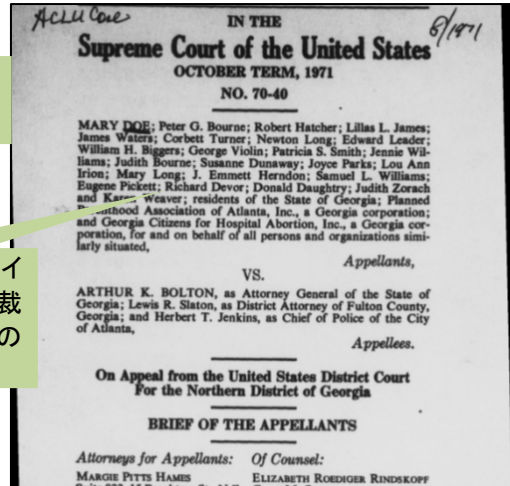 ACLU Case
6/1971
IN THE
Supreme Court of the United States
OCTOBER TERM, 1971
NO. 70-40
MARY DOE; Peter G. Bourne; Robert Hatcher; Lillas L. James;
James Waters; Corbett Turner; Newton Long; Edward Leader;
William H. Biggers; George Violin; Patricia S. Smith; Jennie Wil-
liams; Judith Bourne; Susanne Dunaway; Joyce Parks; Lou Ann
Irion; Mary Long; J. Emmett Herndon; Samuel L. Williams;
Eugene Pickett; Richard Devor; Donald Daughtry; Judith Zorach
and Weaver; residents of the State of Georgia; Planned
Association of Atlanta, Inc., a Georgia corporation;
and Georgia Citizens for Hospital Abortion, Inc., a Georgia cor-
poration, for and on behalf of all persons and organizations simi-
larly situated,
Appellants,
VS.
ARTHUR K. BOLTON, as Attorney General of the State of
Georgia; Lewis R. Slaton, as District Attorney of Fulton County,
Georgia; and Herbert T. Jenkins, as Chief of Police of the City
of Atlanta,
Appellees.
イ
裁
の
On Appeal from the United States District Court
For the Northern District of Georgia
BRIEF OF THE APPELLANTS
Attorneys for Appellants: Of Counsel:
MARGIE PITTS HAMES ELIZABETH ROEDIGER RINDSKOPF